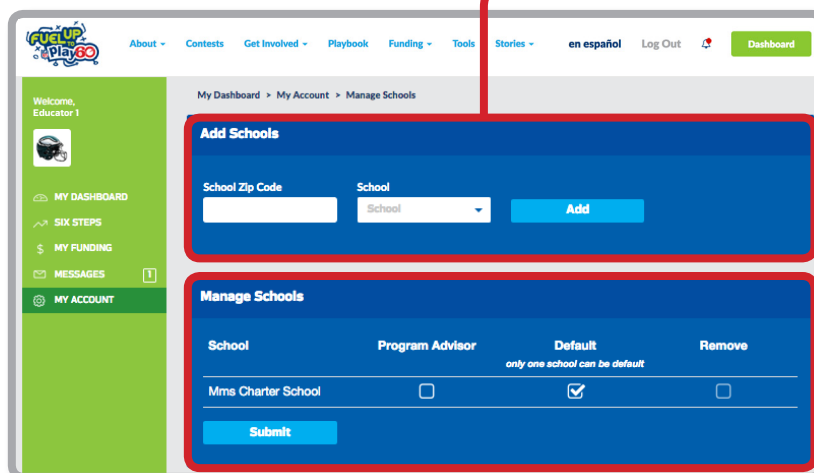 FUEL UP
to
Play 60
About Contests Get Involved Playbook Funding Tools Stories en español Log Out Dashboard
Welcome,
Educator 1
MY DASHBOARD
SIX STEPS
MY FUNDING
MESSAGES 1
MY ACCOUNT
My Dashboard > My Account > Manage Schools
Add Schools
School Zip Code School
School Add
Manage Schools
School Program Advisor Default Remove
only one school can be default
Mms Charter School
Submit